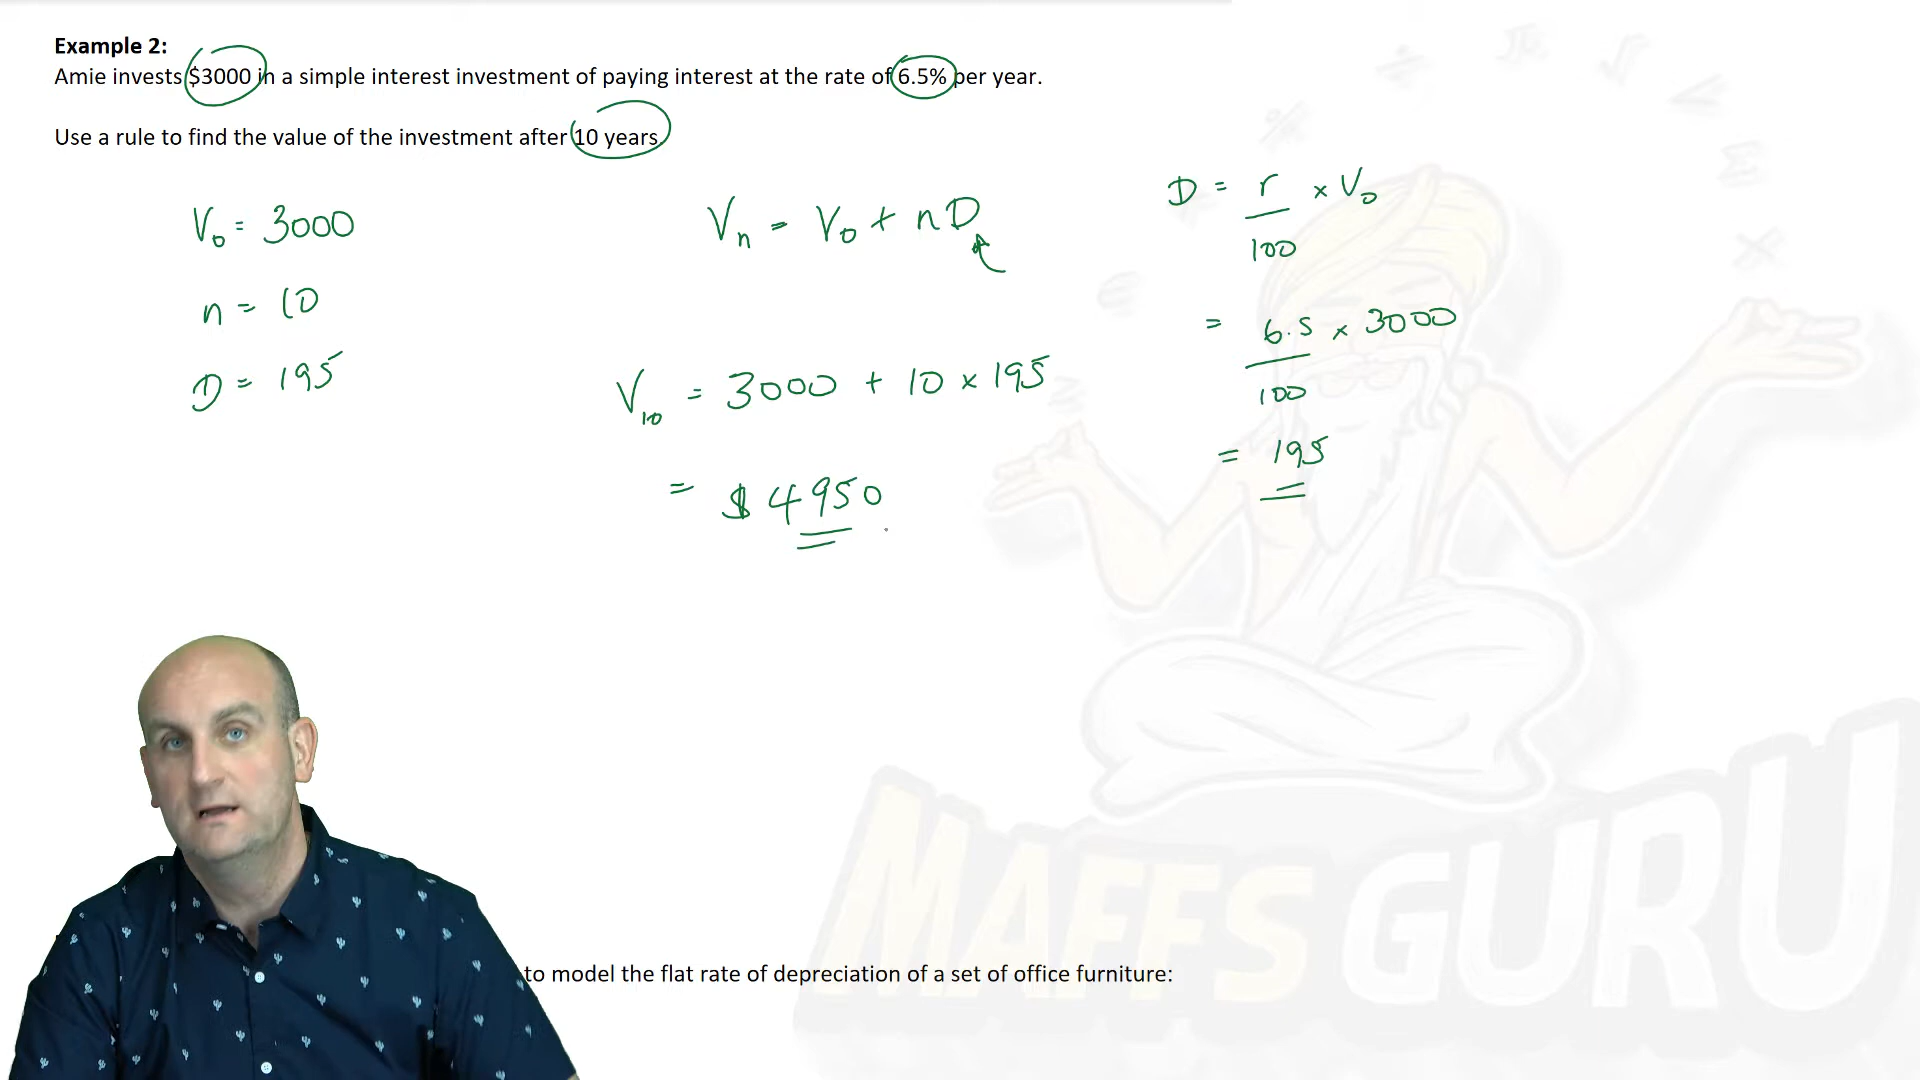 Example 2:
Amie invests $3000 in a simple interest investment of paying interest at the rate of 6.5% per year.
Use a rule to find the value of the investment after 10 years.
V₀ = 3000
n = 10
D = 195
Vₙ = V₀ + nD
V₁₀ = 3000 + 10 × 195
= $4950
D = r/100 × V₀
= 6.5/100 × 3000
= 195
to model the flat rate of depreciation of a set of office furniture:
MAFFS GURU